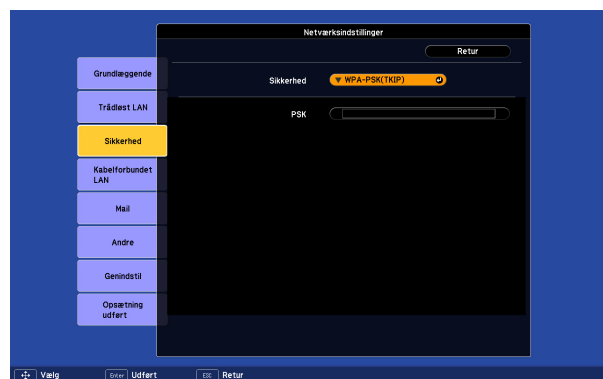 Netværksindstillinger
Retur
Grundlæggende
Sikkerhed WPA-PSK(TKIP)
Trådløst LAN
PSK
Sikkerhed
Kabelforbundet
LAN
Mail
Andre
Genindstil
Opsætning
udført
Vælg Enter Udført ESC Retur